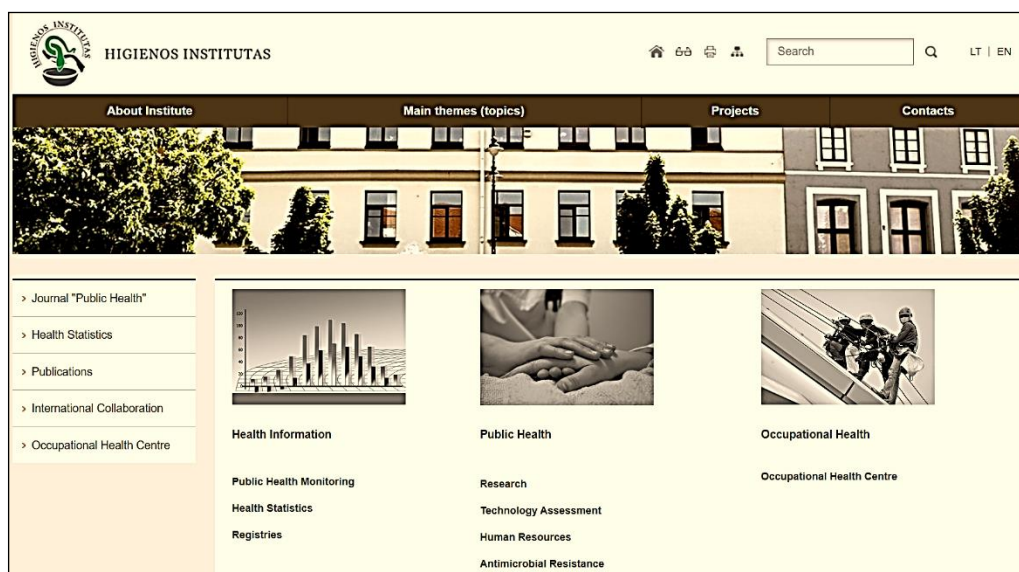 HIGIENOS INSTITUTAS
HIGIENOS INSTITUTAS
Search
LT | EN
About Institute
Main themes (topics)
Projects
Contacts
› Journal "Public Health"
› Health Statistics
› Publications
› International Collaboration
› Occupational Health Centre
Health Information
Public Health Monitoring
Health Statistics
Registries
Public Health
Research
Technology Assessment
Human Resources
Antimicrobial Resistance
Occupational Health
Occupational Health Centre